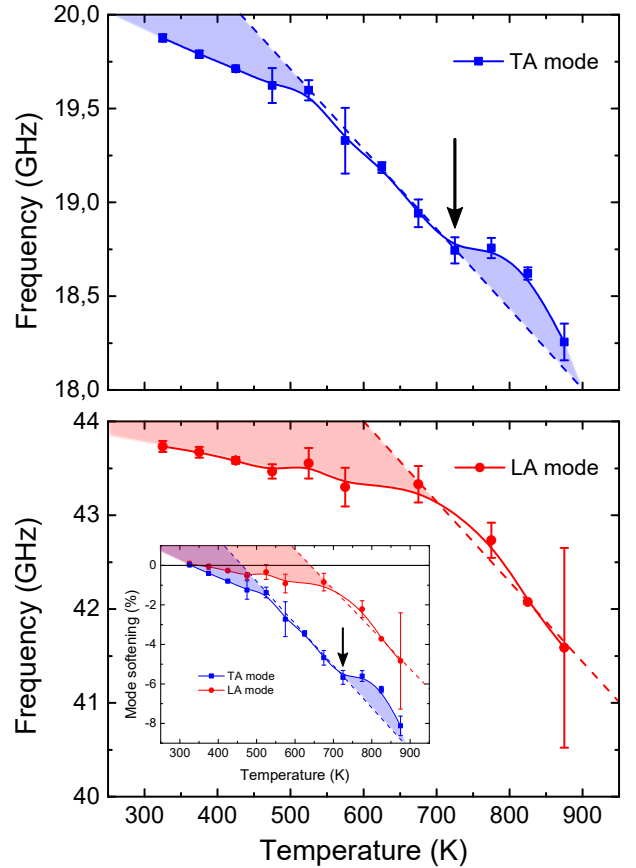 20,0
19,5
19,0
18,5
18,0
Frequency (GHz)
TA mode
44
43
42
41
40
Frequency (GHz)
LA mode
0
-2
-4
-6
-8
Mode softening (%)
TA mode
LA mode
300 400 500 600 700 800 900
Temperature (K)
300 400 500 600 700 800 900
Temperature (K)